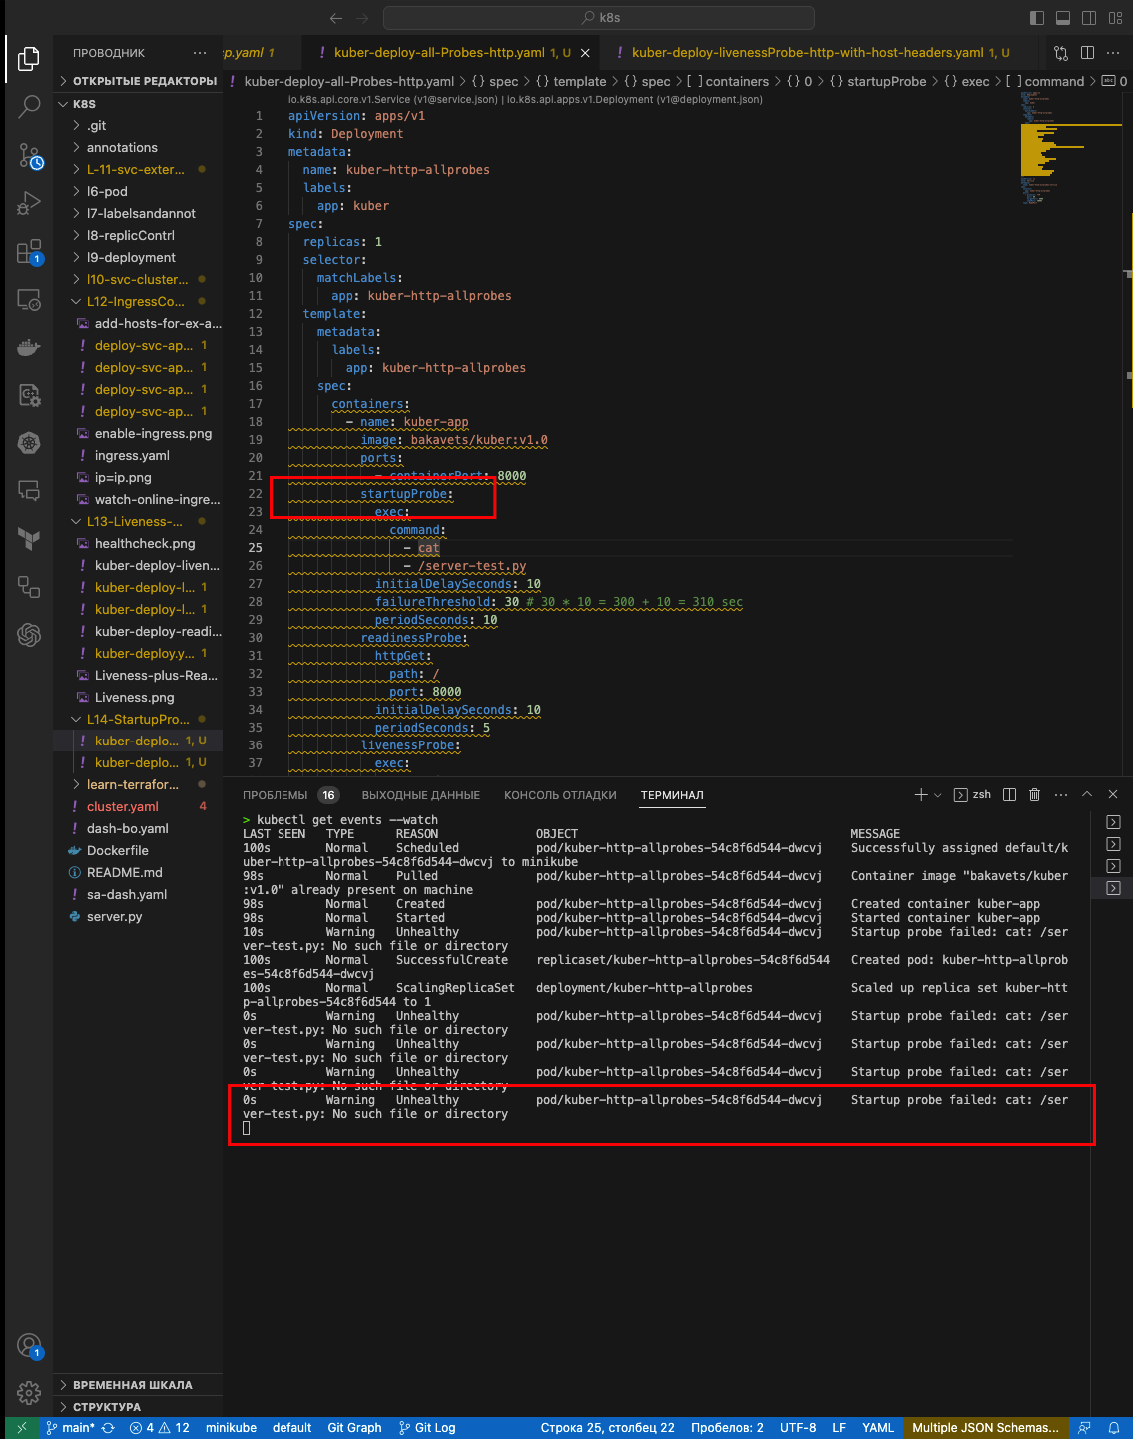 k8s
ПРОВОДНИК
p.yaml 1
kuber-deploy-all-Probes-http.yaml 1, U
kuber-deploy-livenessProbe-http-with-host-headers.yaml 1, U
ОТКРЫТЫЕ РЕДАКТОРЫ
kuber-deploy-all-Probes-http.yaml > {} spec > {} template > {} spec > [ ] containers > {} 0 > {} startupProbe > {} exec > [ ] command > 0
K8S
.git
annotations
L-11-svc-exter...
l6-pod
l7-labelsandannot
l8-replicContrl
l9-deployment
l10-svc-cluster...
L12-IngressCo...
add-hosts-for-ex-a...
deploy-svc-ap... 1
deploy-svc-ap... 1
deploy-svc-ap... 1
deploy-svc-ap... 1
enable-ingress.png
ingress.yaml
ip=ip.png
watch-online-ingre...
L13-Liveness-...
healthcheck.png
kuber-deploy-liven...
kuber-deploy-l... 1
kuber-deploy-l... 1
kuber-deploy-readi...
kuber-deploy.y... 1
Liveness-plus-Rea...
Liveness.png
L14-StartupPro...
kuber-deplo... 1, U
kuber-deplo... 1, U
learn-terrafor...
cluster.yaml 4
dash-bo.yaml
Dockerfile
README.md
sa-dash.yaml
server.py
ВРЕМЕННАЯ ШКАЛА
СТРУКТУРА
1
1
io.k8s.api.core.v1.Service (v1@service.json) | io.k8s.api.apps.v1.Deployment (v1@deployment.json)
1 apiVersion: apps/v1
2 kind: Deployment
3 metadata:
4 name: kuber-http-allprobes
5 labels:
6 app: kuber
7 spec:
8 replicas: 1
9 selector:
10 matchLabels:
11 app: kuber-http-allprobes
12 template:
13 metadata:
14 labels:
15 app: kuber-http-allprobes
16 spec:
17 containers:
18 - name: kuber-app
19 image: bakavets/kuber:v1.0
20 ports:
21 - containerPort: 8000
22 startupProbe:
23 exec:
24 command:
25 - cat
26 - /server-test.py
27 initialDelaySeconds: 10
28 failureThreshold: 30 # 30 * 10 = 300 + 10 = 310 sec
29 periodSeconds: 10
30 readinessProbe:
31 httpGet:
32 path: /
33 port: 8000
34 initialDelaySeconds: 10
35 periodSeconds: 5
36 livenessProbe:
37 exec:
ПРОБЛЕМЫ 16 ВЫХОДНЫЕ ДАННЫЕ КОНСОЛЬ ОТЛАДКИ ТЕРМИНАЛ zsh
> kubectl get events --watch
LAST SEEN TYPE REASON OBJECT MESSAGE
100s Normal Scheduled pod/kuber-http-allprobes-54c8f6d544-dwcvj Successfully assigned default/k
uber-http-allprobes-54c8f6d544-dwcvj to minikube
98s Normal Pulled pod/kuber-http-allprobes-54c8f6d544-dwcvj Container image "bakavets/kuber
:v1.0" already present on machine
98s Normal Created pod/kuber-http-allprobes-54c8f6d544-dwcvj Created container kuber-app
98s Normal Started pod/kuber-http-allprobes-54c8f6d544-dwcvj Started container kuber-app
10s Warning Unhealthy pod/kuber-http-allprobes-54c8f6d544-dwcvj Startup probe failed: cat: /ser
ver-test.py: No such file or directory
100s Normal SuccessfulCreate replicaset/kuber-http-allprobes-54c8f6d544 Created pod: kuber-http-allprob
es-54c8f6d544-dwcvj
100s Normal ScalingReplicaSet deployment/kuber-http-allprobes Scaled up replica set kuber-htt
p-allprobes-54c8f6d544 to 1
0s Warning Unhealthy pod/kuber-http-allprobes-54c8f6d544-dwcvj Startup probe failed: cat: /ser
ver-test.py: No such file or directory
0s Warning Unhealthy pod/kuber-http-allprobes-54c8f6d544-dwcvj Startup probe failed: cat: /ser
ver-test.py: No such file or directory
0s Warning Unhealthy pod/kuber-http-allprobes-54c8f6d544-dwcvj Startup probe failed: cat: /ser
ver-test.py: No such file or directory
0s Warning Unhealthy pod/kuber-http-allprobes-54c8f6d544-dwcvj Startup probe failed: cat: /ser
ver-test.py: No such file or directory
main* 4 12 minikube default Git Graph Git Log Строка 25, столбец 22 Пробелов: 2 UTF-8 LF YAML Multiple JSON Schemas...